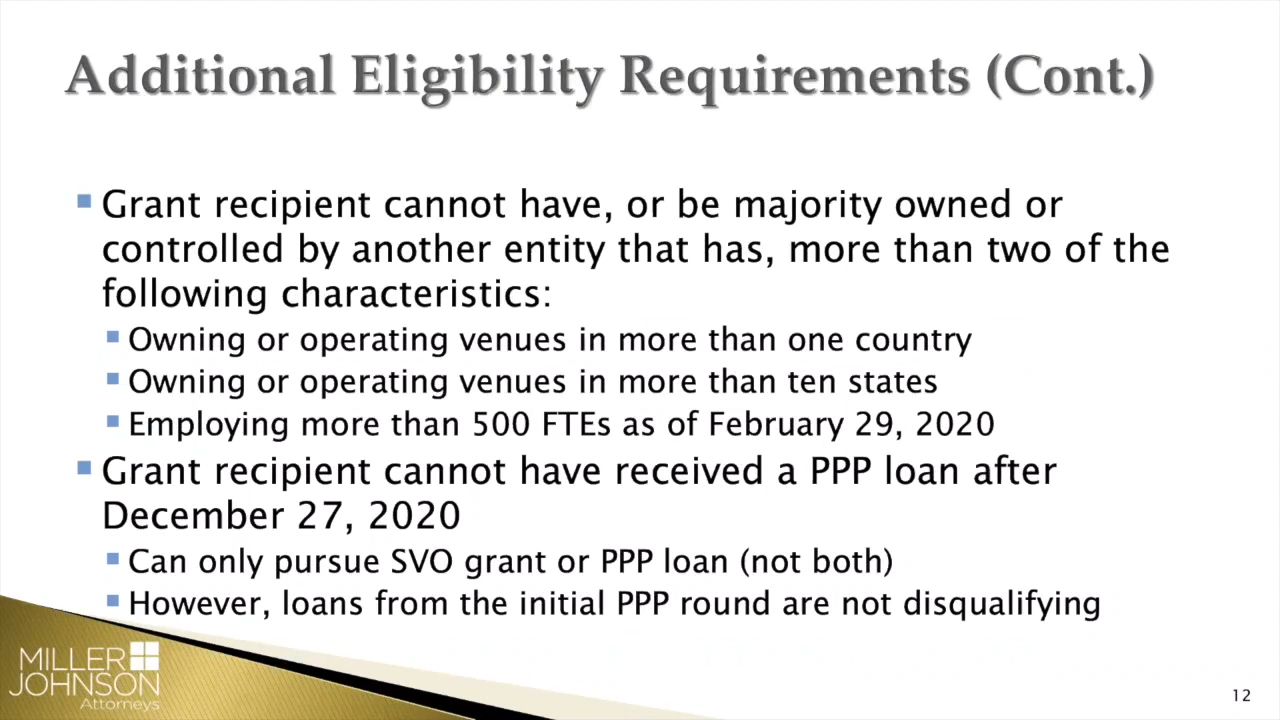 Additional Eligibility Requirements (Cont.)
▪ Grant recipient cannot have, or be majority owned or
controlled by another entity that has, more than two of the
following characteristics:
▪ Owning or operating venues in more than one country
▪ Owning or operating venues in more than ten states
▪ Employing more than 500 FTEs as of February 29, 2020
▪ Grant recipient cannot have received a PPP loan after
December 27, 2020
▪ Can only pursue SVO grant or PPP loan (not both)
▪ However, loans from the initial PPP round are not disqualifying
MILLER
JOHNSON
Attorneys
12